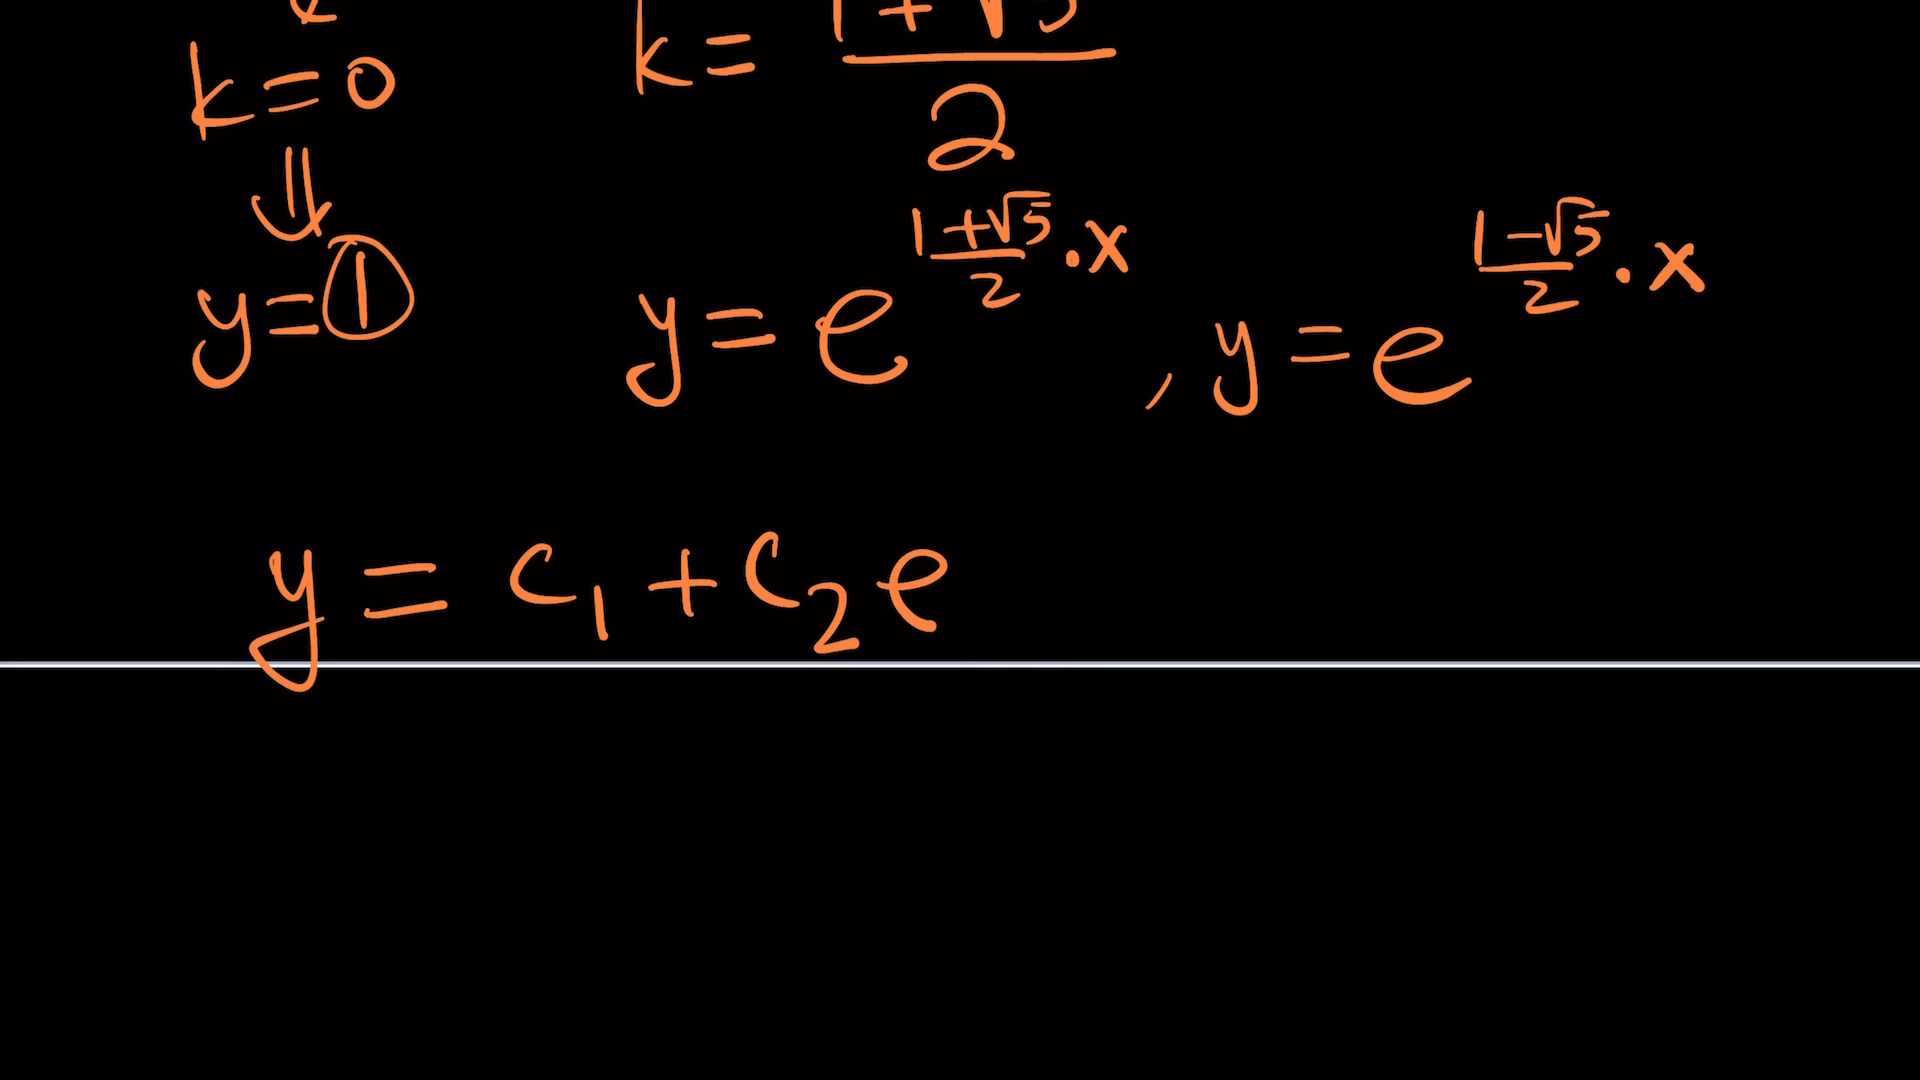 k=0 k= 1+√5/2
⇓
y=1 y=e^(1+√5/2 · x), y=e^(1-√5/2 · x)
y = c₁ + c₂e